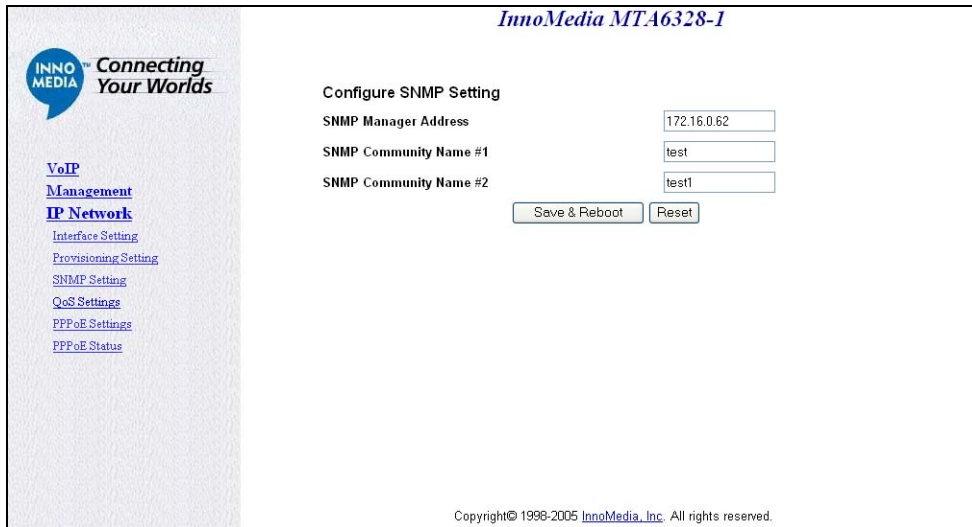 InnoMedia MTA6328-1
INNO MEDIA ™ Connecting Your Worlds
VoIP
Management
IP Network
Interface Setting
Provisioning Setting
SNMP Setting
QoS Settings
PPPoE Settings
PPPoE Status
Configure SNMP Setting
SNMP Manager Address 172.16.0.62
SNMP Community Name #1 test
SNMP Community Name #2 test1
Save & Reboot Reset
Copyright© 1998-2005 InnoMedia, Inc. All rights reserved.